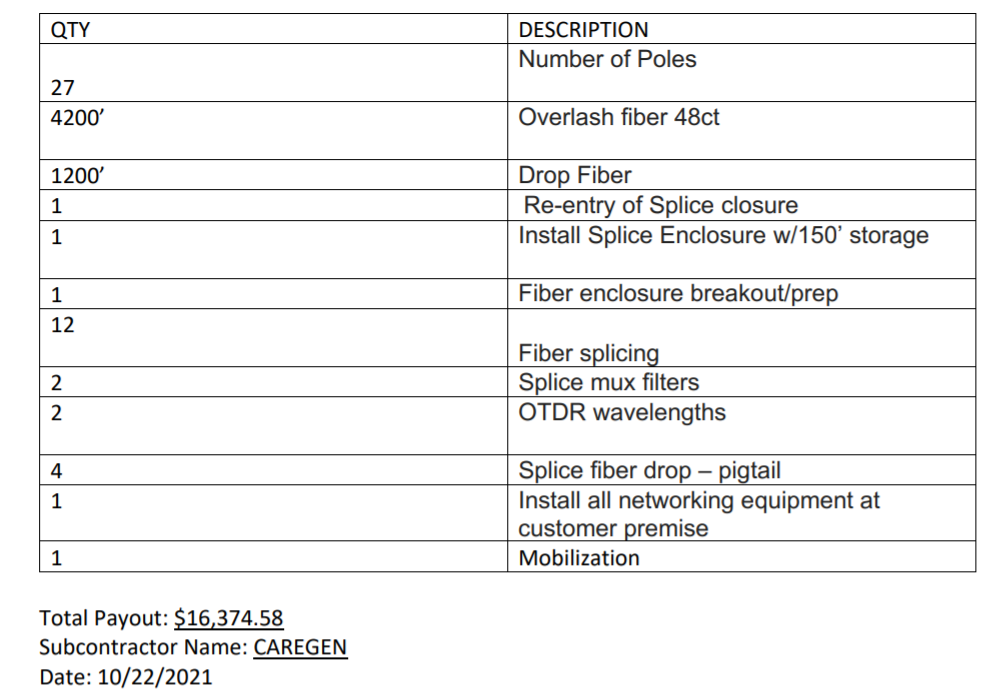 QTY DESCRIPTION
27 Number of Poles
4200’ Overlash fiber 48ct
1200’ Drop Fiber
1 Re-entry of Splice closure
1 Install Splice Enclosure w/150’ storage
1 Fiber enclosure breakout/prep
12 Fiber splicing
2 Splice mux filters
2 OTDR wavelengths
4 Splice fiber drop – pigtail
1 Install all networking equipment at
customer premise
1 Mobilization
Total Payout: $16,374.58
Subcontractor Name: CAREGEN
Date: 10/22/2021